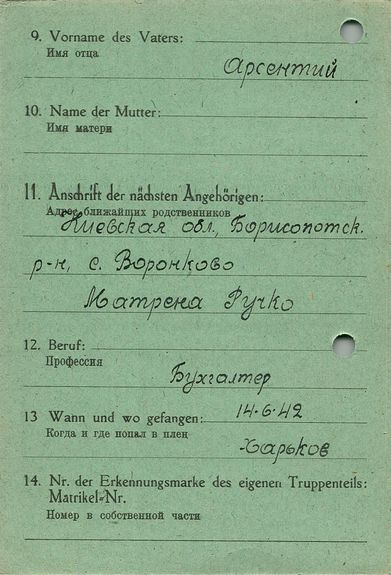 9. Vorname des Vaters:
Имя отца
Арсентий
10. Name der Mutter:
Имя матери
11. Anschrift der nächsten Angehörigen:
Адрес ближайших родственников
Киевская обл., Борисопотск.
р-н, с. Воронково
Матрена Ручко
12. Beruf:
Профессия
Бухгалтер
13 Wann und wo gefangen: 14·6·42
Когда и где попал в плен
Харьков
14. Nr. der Erkennungsmarke des eigenen Truppenteils:
Matrikel-Nr.
Номер в собственной части